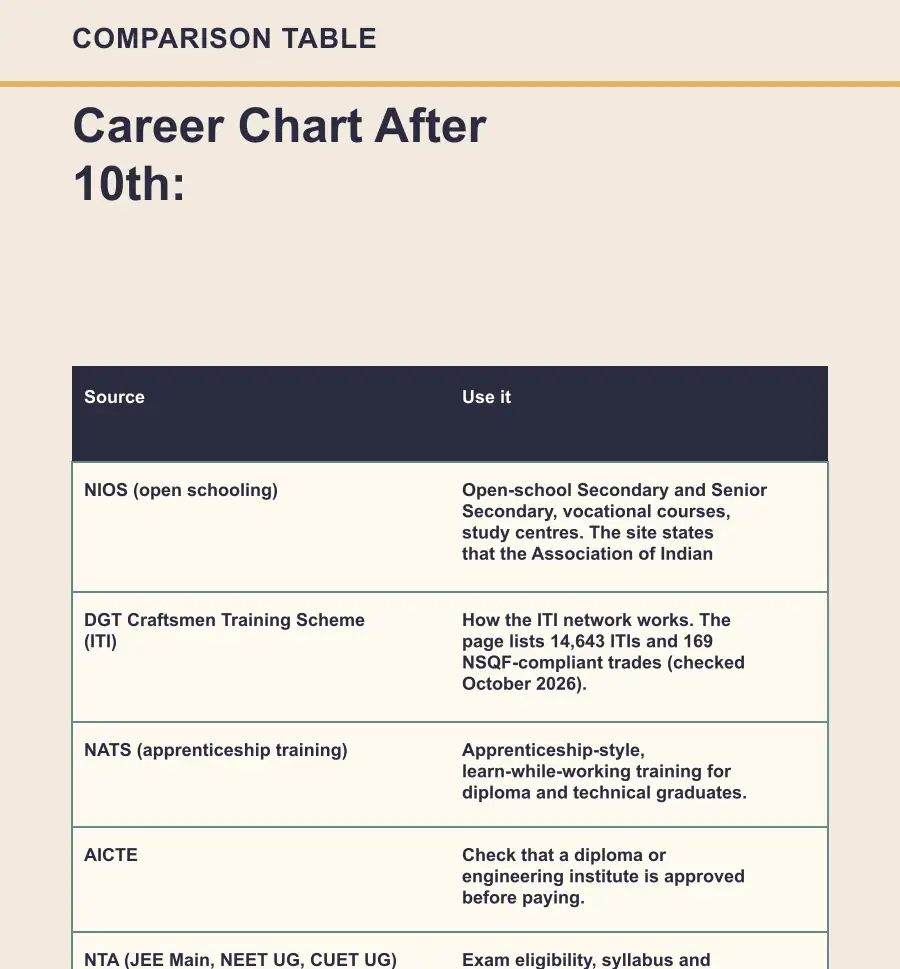 COMPARISON TABLE
Career Chart After
10th:
Source
Use it
NIOS (open schooling)
Open-school Secondary and Senior
Secondary, vocational courses,
study centres. The site states
that the Association of Indian
DGT Craftsmen Training Scheme
(ITI)
How the ITI network works. The
page lists 14,643 ITIs and 169
NSQF-compliant trades (checked
October 2026).
NATS (apprenticeship training)
Apprenticeship-style,
learn-while-working training for
diploma and technical graduates.
AICTE
Check that a diploma or
engineering institute is approved
before paying.
NTA (JEE Main, NEET UG, CUET UG)
Exam eligibility, syllabus and